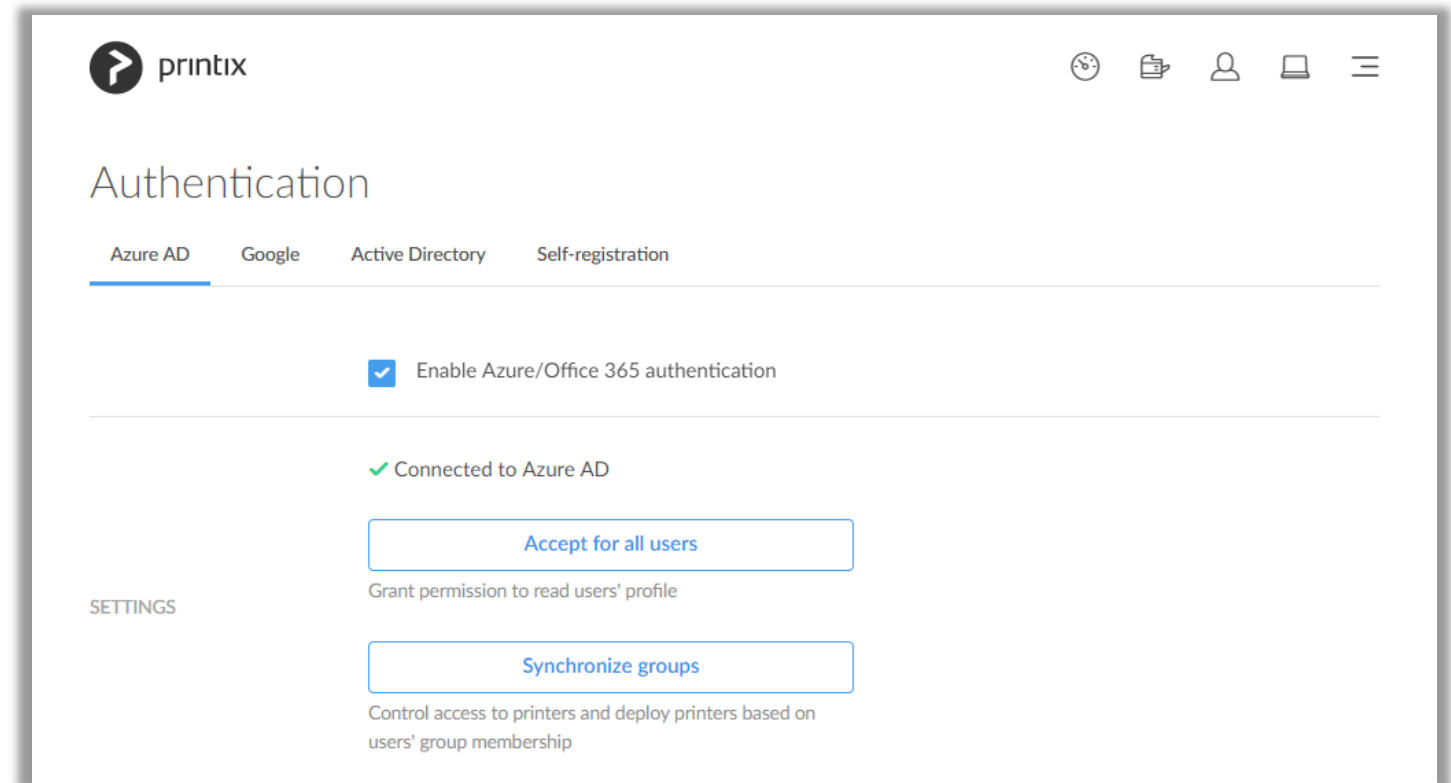 printix
Authentication
Azure AD Google Active Directory Self-registration
Enable Azure/Office 365 authentication
Connected to Azure AD
Accept for all users
Grant permission to read users' profile
SETTINGS
Synchronize groups
Control access to printers and deploy printers based on
users' group membership